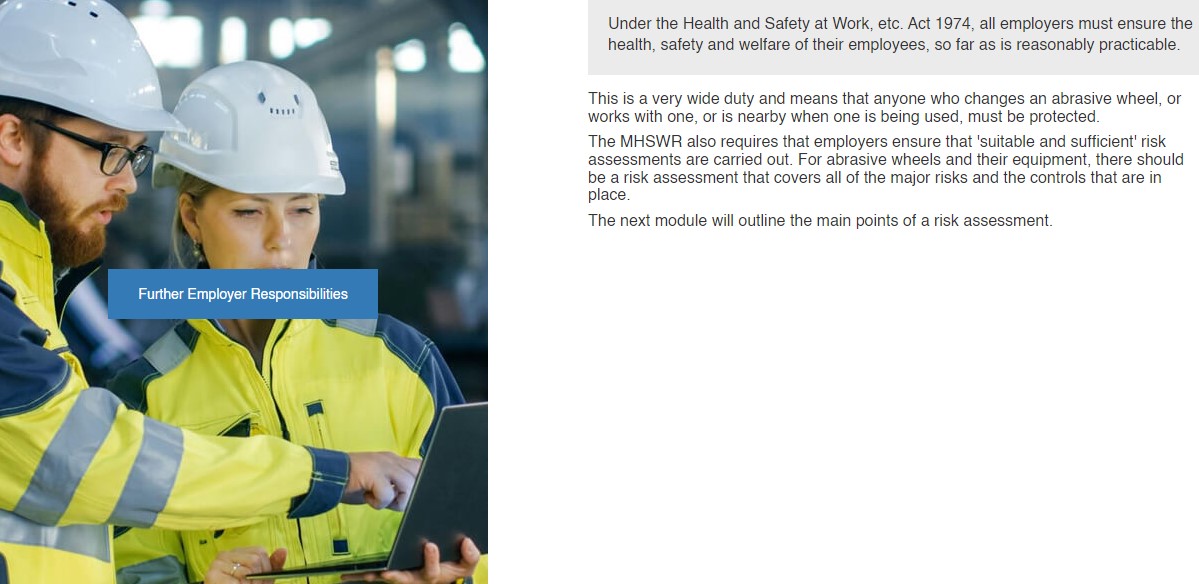 Under the Health and Safety at Work, etc. Act 1974, all employers must ensure the
health, safety and welfare of their employees, so far as is reasonably practicable.
This is a very wide duty and means that anyone who changes an abrasive wheel, or
works with one, or is nearby when one is being used, must be protected.
The MHSWR also requires that employers ensure that 'suitable and sufficient' risk
assessments are carried out. For abrasive wheels and their equipment, there should
be a risk assessment that covers all of the major risks and the controls that are in
place.
The next module will outline the main points of a risk assessment.
Further Employer Responsibilities